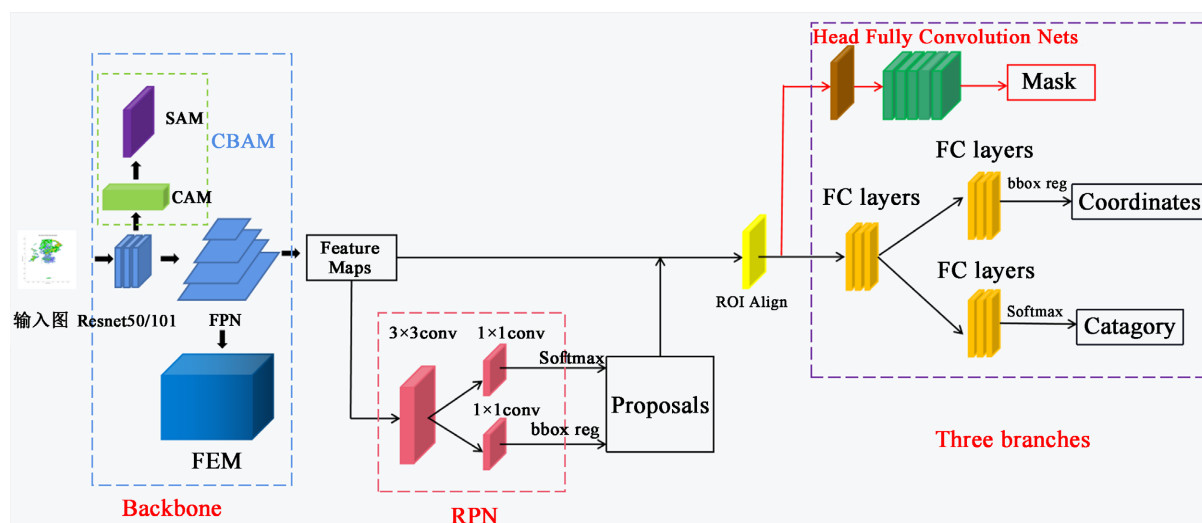 Head Fully Convolution Nets
Mask
SAM
CBAM
CAM
FC layers
FC layers
bbox reg
Coordinates
Feature
Maps
ROI Align
FC layers
Softmax
Catagory
输入图
Resnet50/101
FPN
3×3conv
1×1conv
Softmax
1×1conv
bbox reg
Proposals
FEM
Three branches
Backbone
RPN